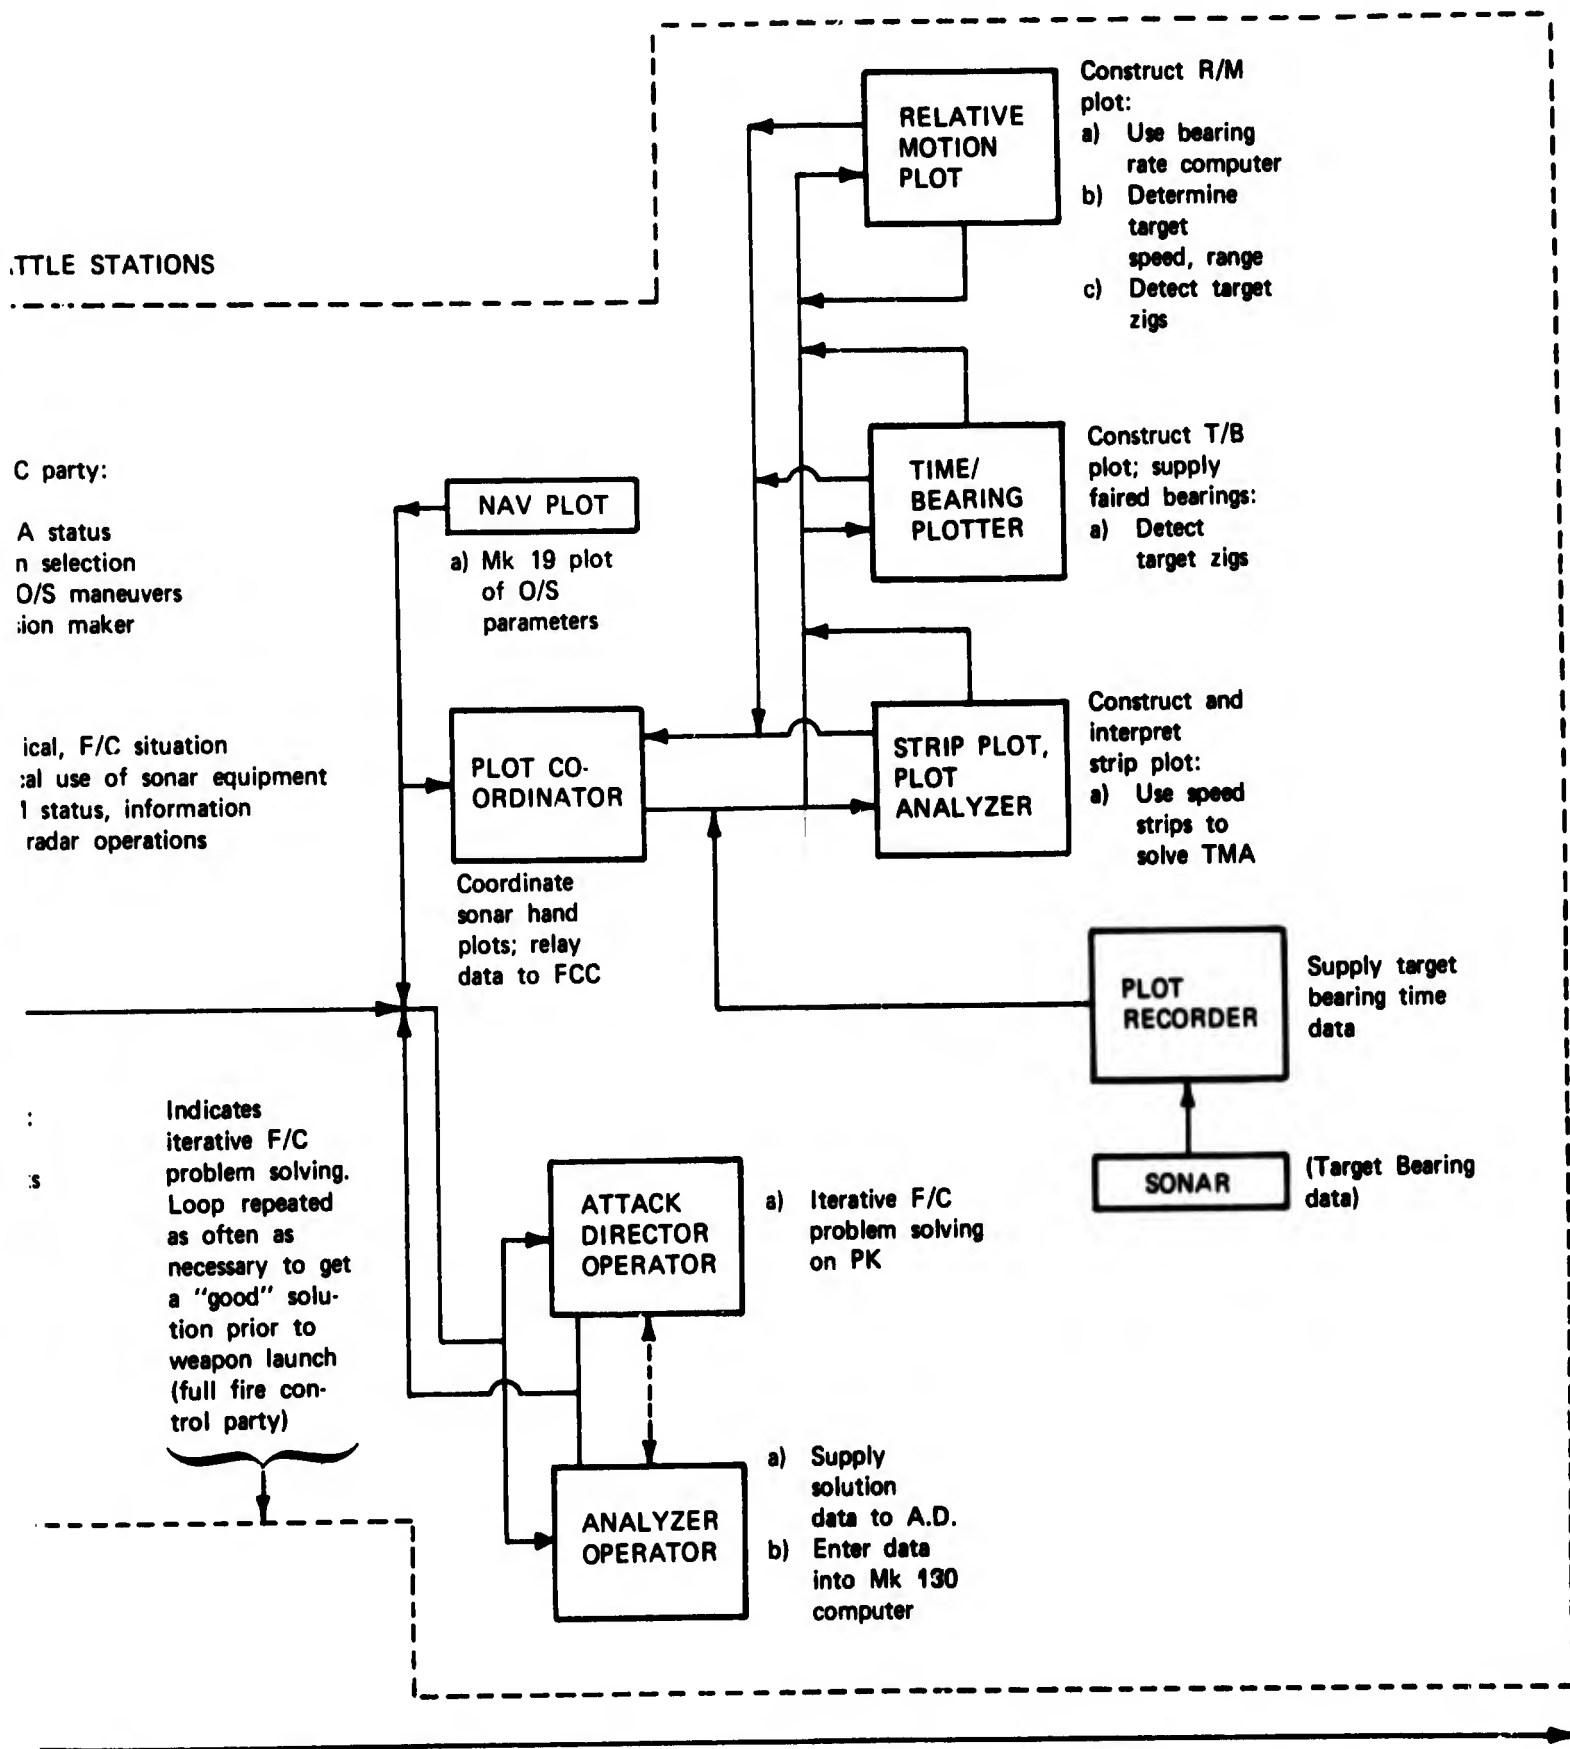 RELATIVE
MOTION
PLOT
Construct R/M
plot:
a) Use bearing
rate computer
b) Determine
target
speed, range
c) Detect target
zigs
TTLE STATIONS
C party:
A status
n selection
O/S maneuvers
sion maker
NAV PLOT
a) Mk 19 plot
of O/S
parameters
TIME/
BEARING
PLOTTER
Construct T/B
plot; supply
faired bearings:
a) Detect
target zigs
ical, F/C situation
cal use of sonar equipment
status, information
radar operations
PLOT CO-
ORDINATOR
Coordinate
sonar hand
plots; relay
data to FCC
STRIP PLOT,
PLOT
ANALYZER
Construct and
interpret
strip plot:
a) Use speed
strips to
solve TMA
PLOT
RECORDER
Supply target
bearing time
data
SONAR
(Target Bearing
data)
:
s
Indicates
iterative F/C
problem solving.
Loop repeated
as often as
necessary to get
a "good" solu-
tion prior to
weapon launch
(full fire con-
trol party)
ATTACK
DIRECTOR
OPERATOR
a) Iterative F/C
problem solving
on PK
ANALYZER
OPERATOR
a) Supply
solution
data to A.D.
b) Enter data
into Mk 130
computer